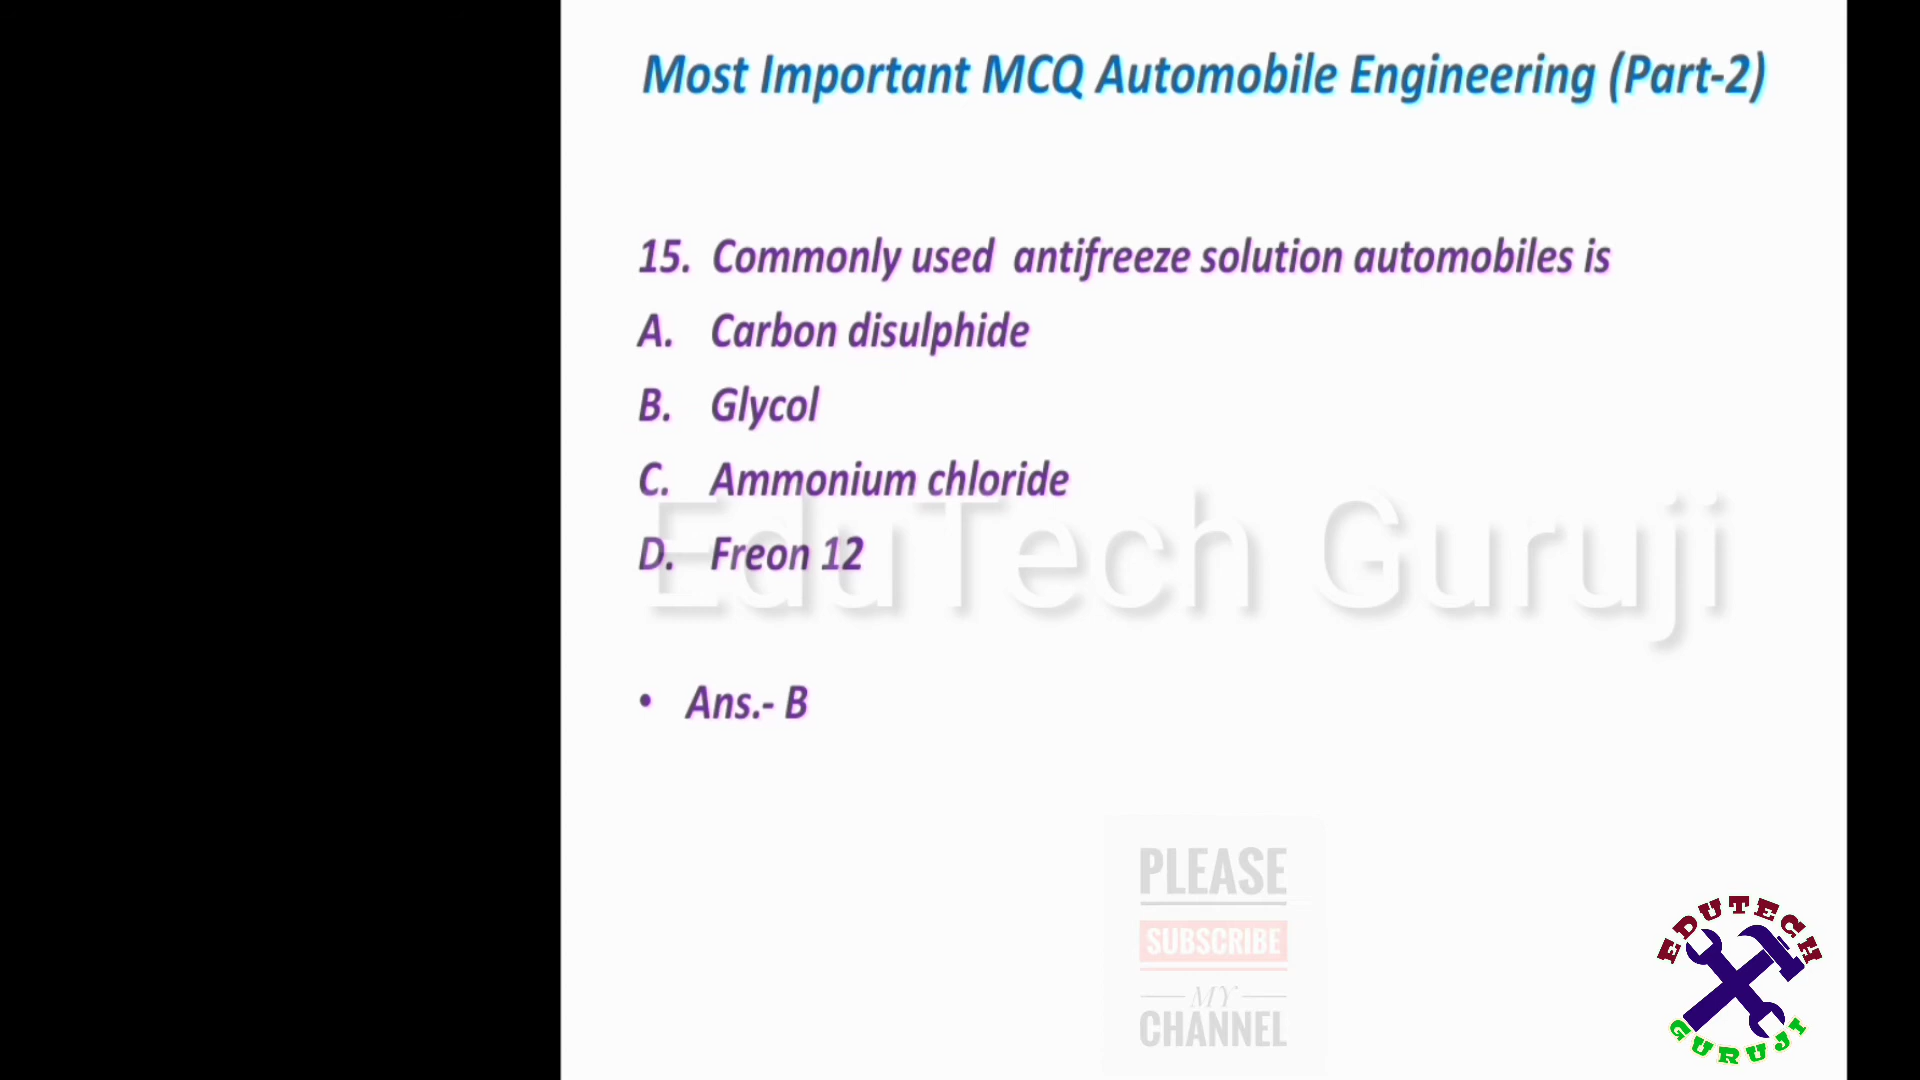 Most Important MCQ Automobile Engineering (Part-2)
15. Commonly used antifreeze solution automobiles is
A. Carbon disulphide
B. Glycol
C. Ammonium chloride
D. Freon 12
EduTech Guruji
• Ans.- B
PLEASE
SUBSCRIBE
MY
CHANNEL
EDUTECH
GURUJI